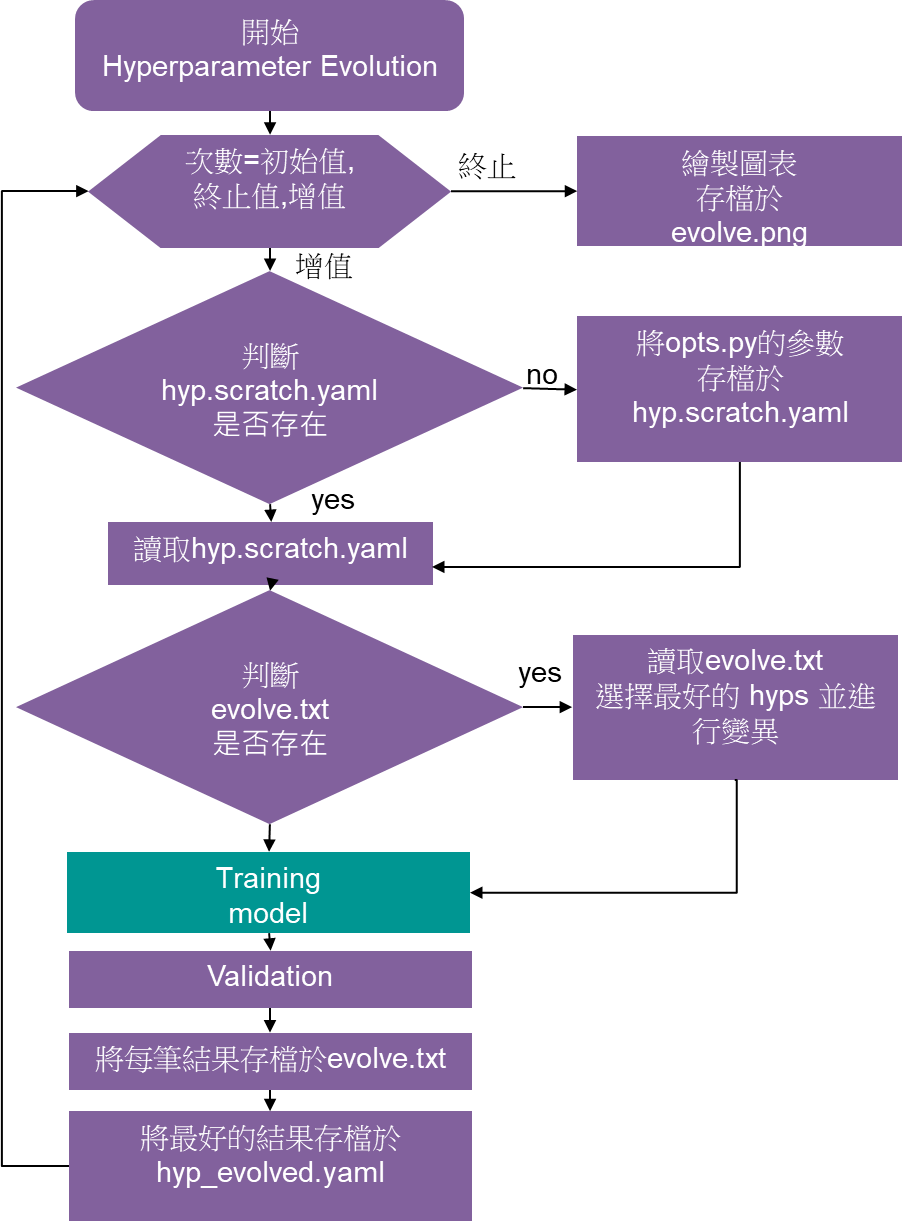 開始
Hyperparameter Evolution
次數=初始值,
終止值,增值
終止
繪製圖表
存檔於
evolve.png
增值
判斷
hyp.scratch.yaml
是否存在
no
將opts.py的參數
存檔於
hyp.scratch.yaml
yes
讀取hyp.scratch.yaml
判斷
evolve.txt
是否存在
yes
讀取evolve.txt
選擇最好的 hyps 並進
行變異
Training
model
Validation
將每筆結果存檔於evolve.txt
將最好的結果存檔於
hyp_evolved.yaml